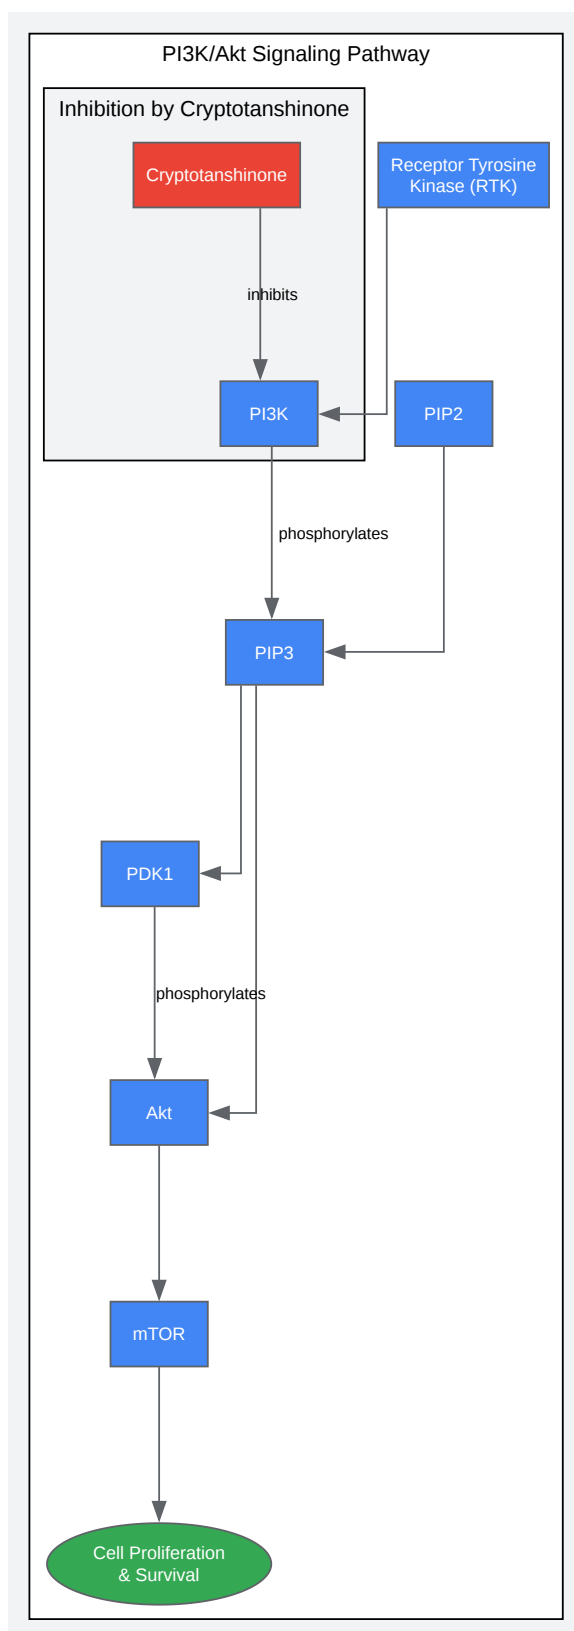 PI3K/Akt Signaling Pathway
Inhibition by Cryptotanshinone
Cryptotanshinone
Receptor Tyrosine
Kinase (RTK)
inhibits
PI3K
PIP2
phosphorylates
PIP3
PDK1
phosphorylates
Akt
mTOR
Cell Proliferation
& Survival